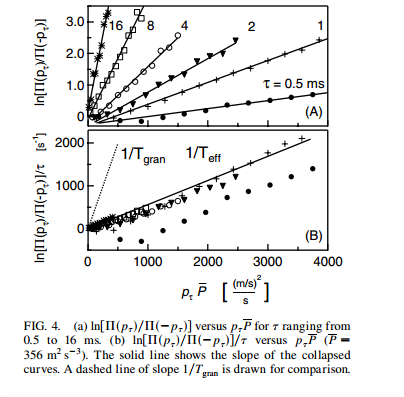 3.0
2.0
1.0
0.0
ln[Π(pτ)/Π(-pτ)]
16
8
4
2
1
τ = 0.5 ms
(A)
2000
1000
0
ln[Π(pτ)/Π(-pτ)]/τ [s⁻¹]
1/Tgran
1/Teff
(B)
0
1000
2000
3000
4000
pτ P̅ [(m/s)²/s]
FIG. 4. (a) ln[Π(pτ)/Π(−pτ)] versus pτP̅ for τ ranging from
0.5 to 16 ms. (b) ln[Π(pτ)/Π(−pτ)]/τ versus pτP̅ (P̅ =
356 m² s⁻³). The solid line shows the slope of the collapsed
curves. A dashed line of slope 1/Tgran is drawn for comparison.